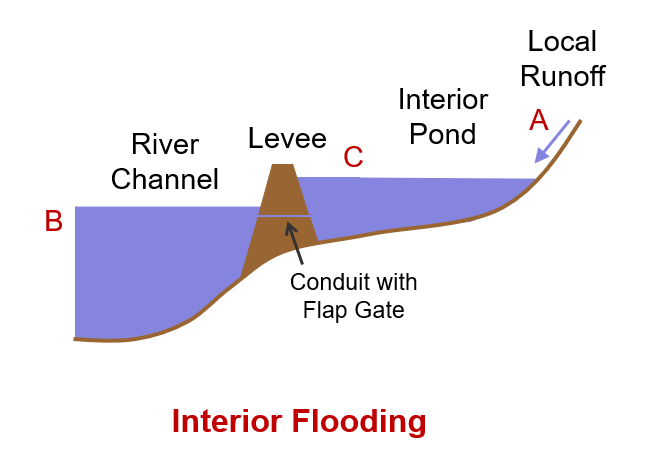 Local
Runoff
A
Interior
Pond
C
Levee
River
Channel
B
Conduit with
Flap Gate
Interior Flooding